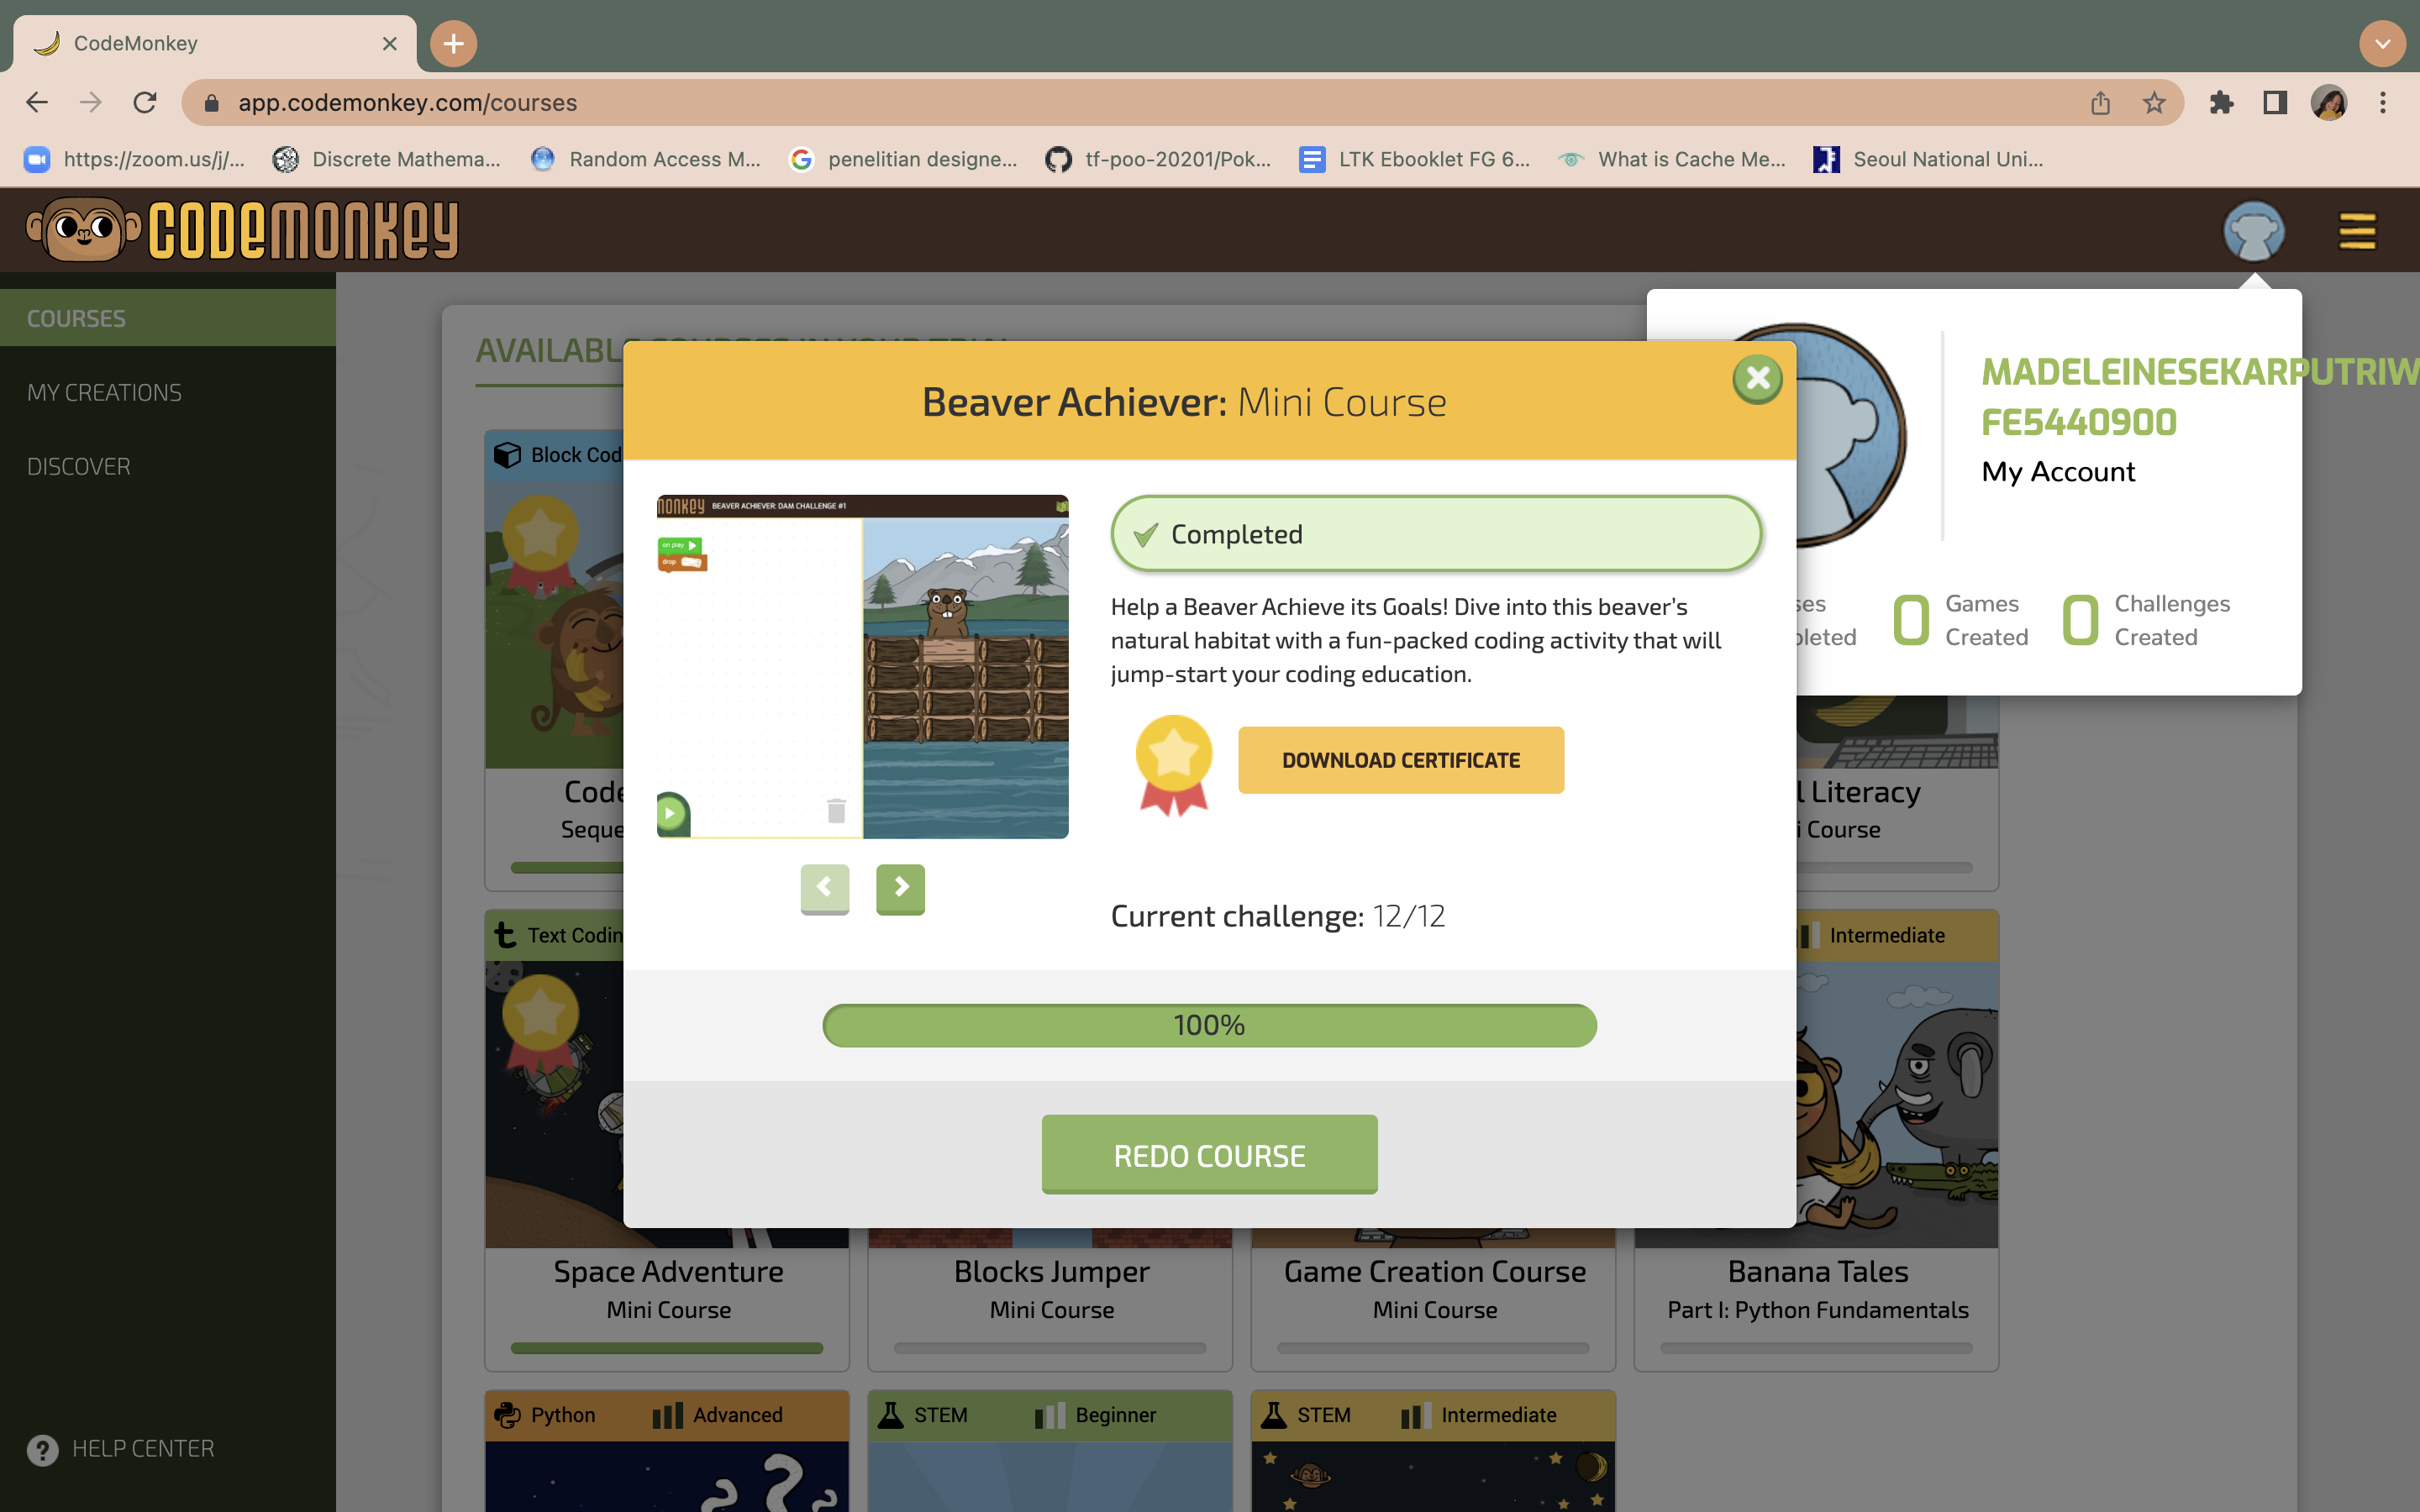 CodeMonkey
app.codemonkey.com/courses
https://zoom.us/j/...
Discrete Mathema...
Random Access M...
penelitian designe...
tf-poo-20201/Pok...
LTK Ebooklet FG 6...
What is Cache Me...
Seoul National Uni...
CODEMONKEY
COURSES
MY CREATIONS
DISCOVER
HELP CENTER
MADELEINESEKARPUTRIW
FE5440900
My Account
Games
Created
0
Challenges
Created
0
Beaver Achiever: Mini Course
MONKEY BEAVER ACHIEVER: DAM CHALLENGE #1
on play
drop
Completed
Help a Beaver Achieve its Goals! Dive into this beaver's
natural habitat with a fun-packed coding activity that will
jump-start your coding education.
DOWNLOAD CERTIFICATE
Current challenge: 12/12
100%
REDO COURSE
Block Cod
Code
Seque
l Literacy
i Course
Text Codin
Intermediate
Space Adventure
Mini Course
Blocks Jumper
Mini Course
Game Creation Course
Mini Course
Banana Tales
Part I: Python Fundamentals
Python Advanced
STEM Beginner
STEM Intermediate